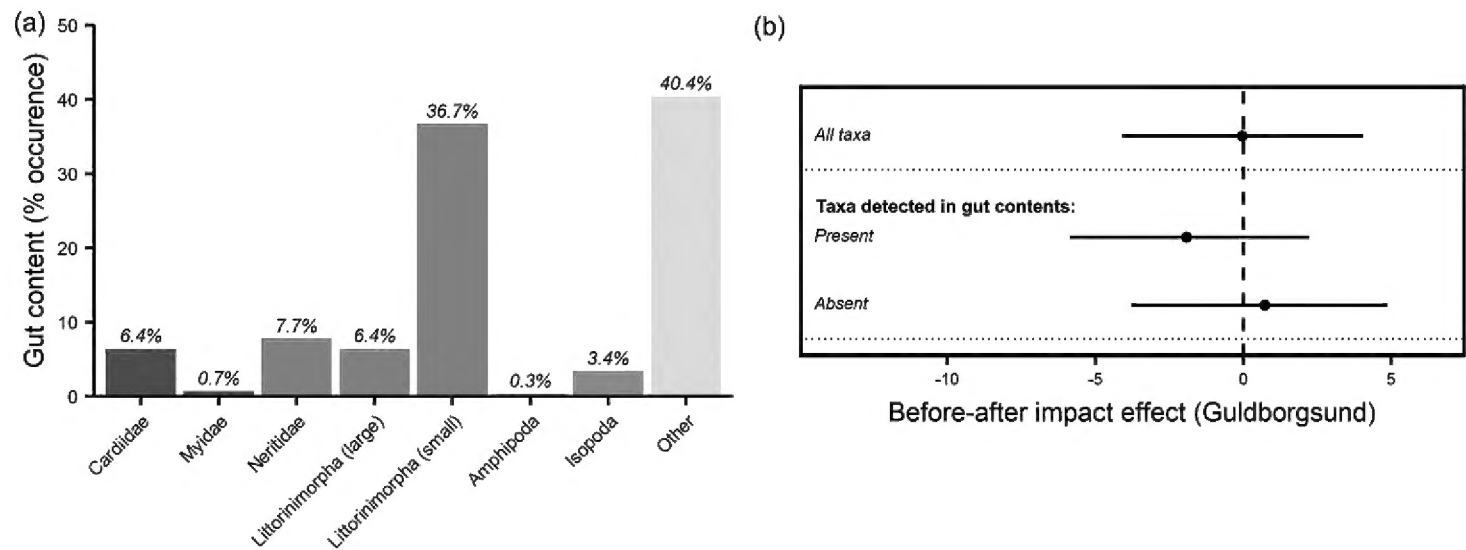 (a)
Gut content (% occurence)
50
40
30
20
10
0
6.4%
0.7%
7.7%
6.4%
36.7%
0.3%
3.4%
40.4%
Cardiidae
Myidae
Neritidae
Littorinimorpha (large)
Littorinimorpha (small)
Amphipoda
Isopoda
Other
(b)
All taxa
Taxa detected in gut contents:
Present
Absent
-10 -5 0 5
Before-after impact effect (Guldborgsund)